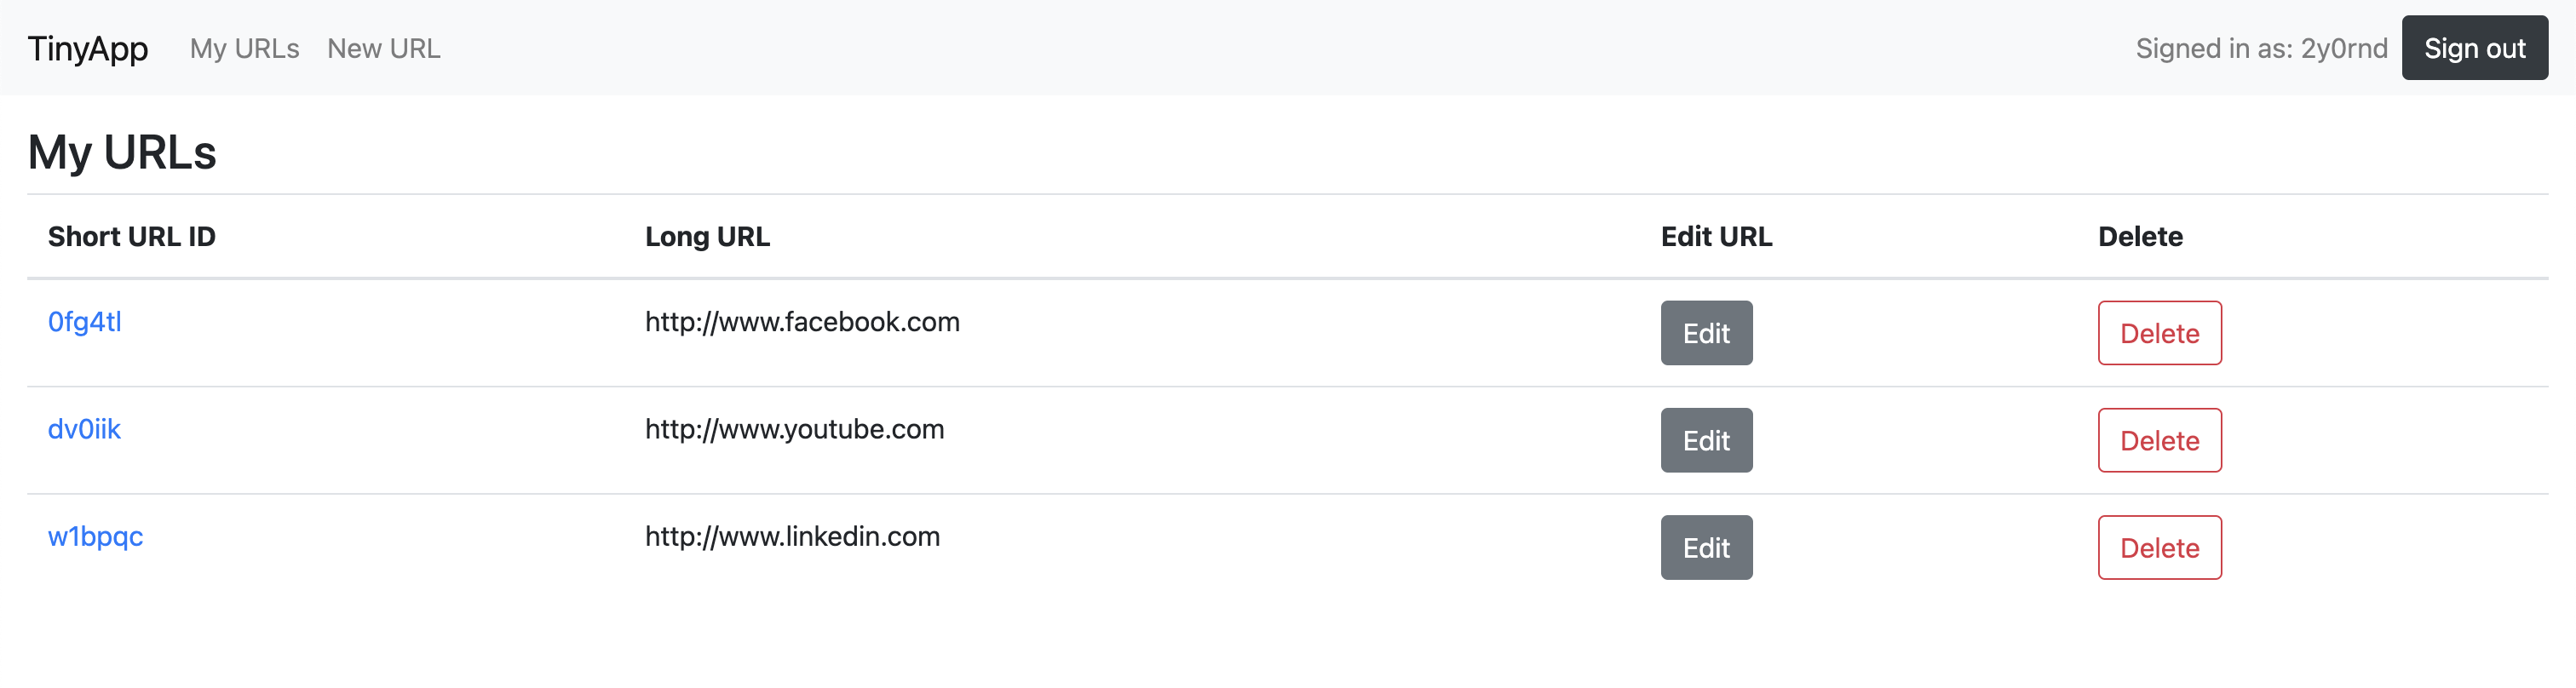 TinyApp My URLs New URL Signed in as: 2y0rnd Sign out
My URLs
Short URL ID Long URL Edit URL Delete
0fg4tl http://www.facebook.com Edit Delete
dv0iik http://www.youtube.com Edit Delete
w1bpqc http://www.linkedin.com Edit Delete